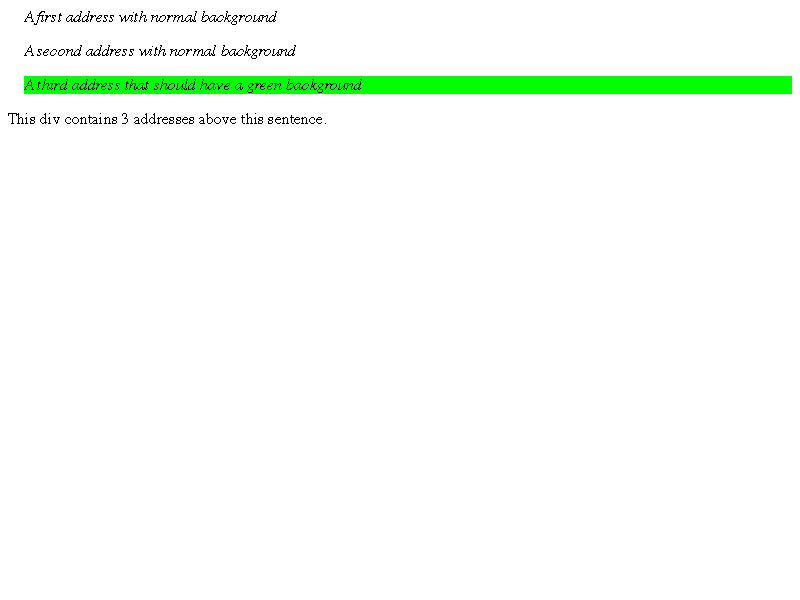 A first address with normal background
A second address with normal background
A third address that should have a green background
This div contains 3 addresses above this sentence.